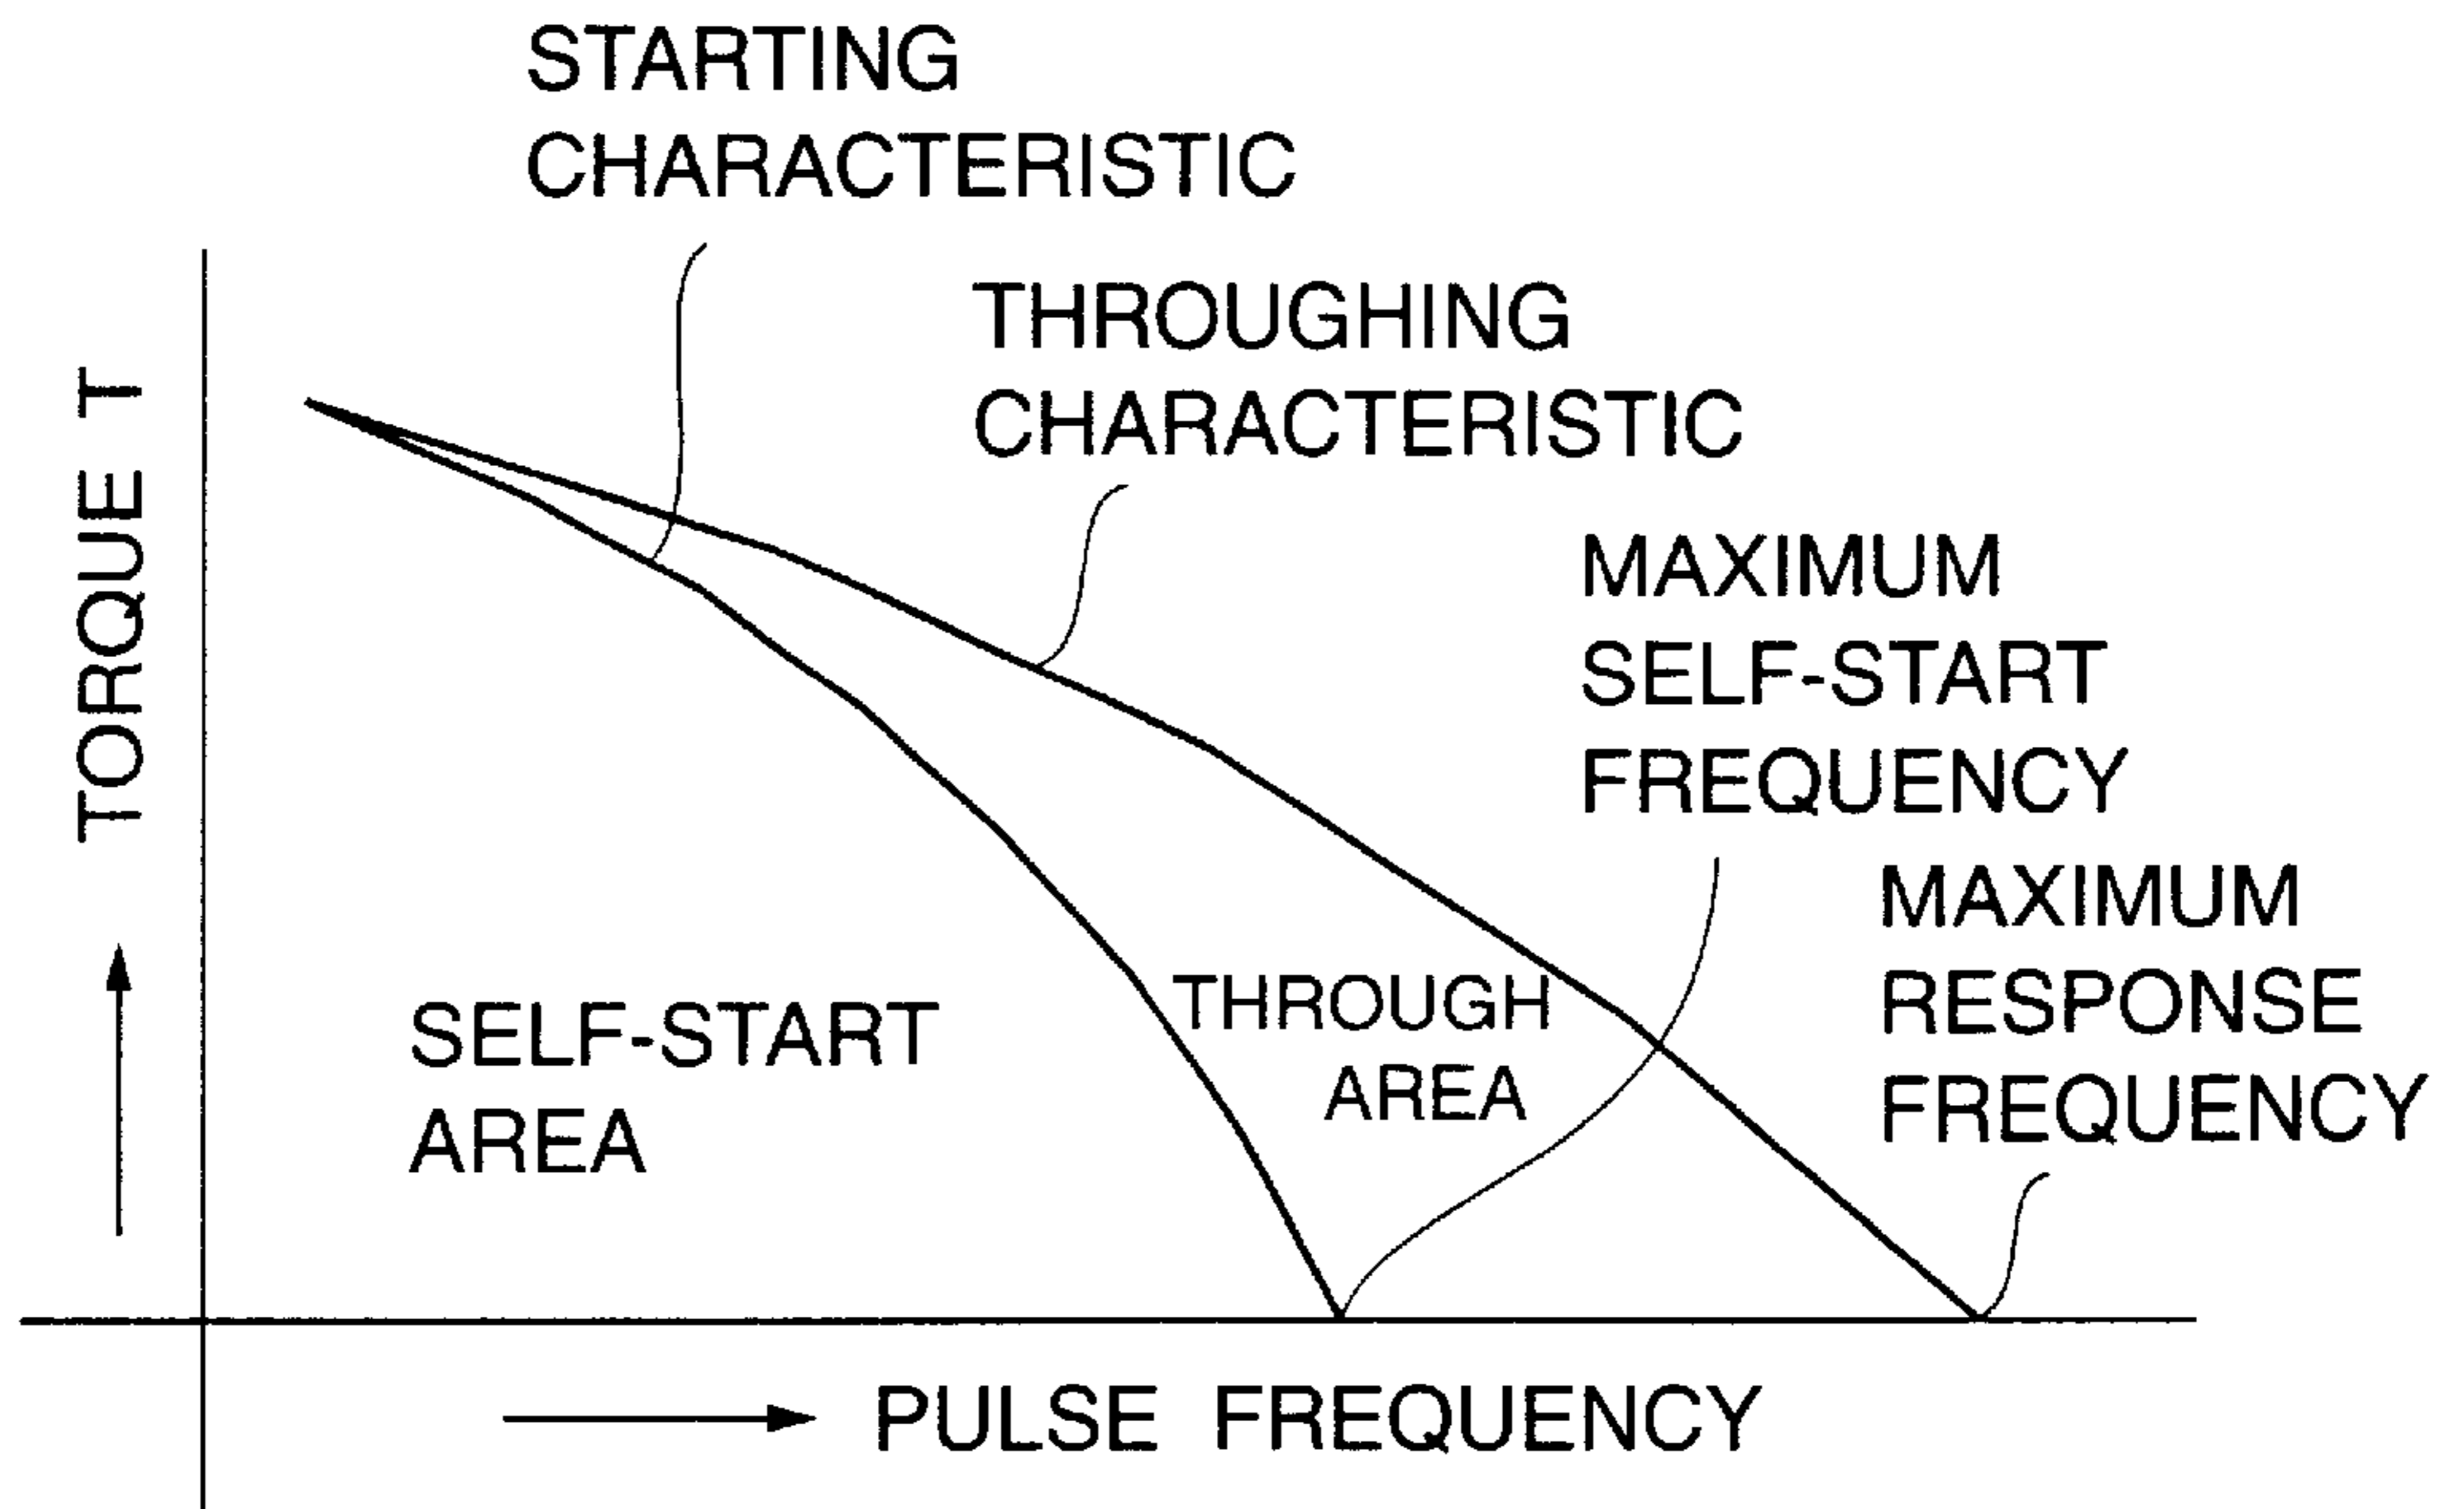 STARTING
CHARACTERISTIC
THROUGHING
CHARACTERISTIC
MAXIMUM
SELF-START
FREQUENCY
MAXIMUM
RESPONSE
FREQUENCY
TORQUE T
THROUGH
AREA
SELF-START
AREA
PULSE FREQUENCY